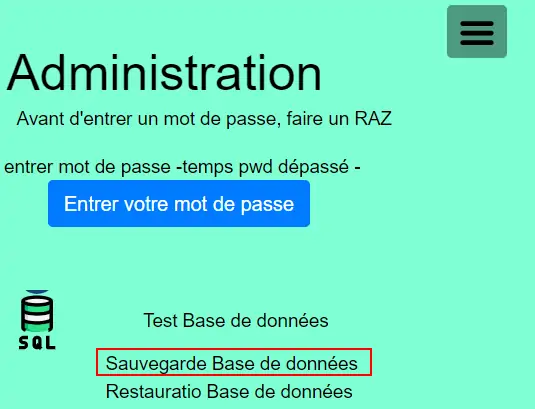 Administration
Avant d'entrer un mot de passe, faire un RAZ
entrer mot de passe -temps pwd dépassé -
Entrer votre mot de passe
SQL
Test Base de données
Sauvegarde Base de données
Restauratio Base de données